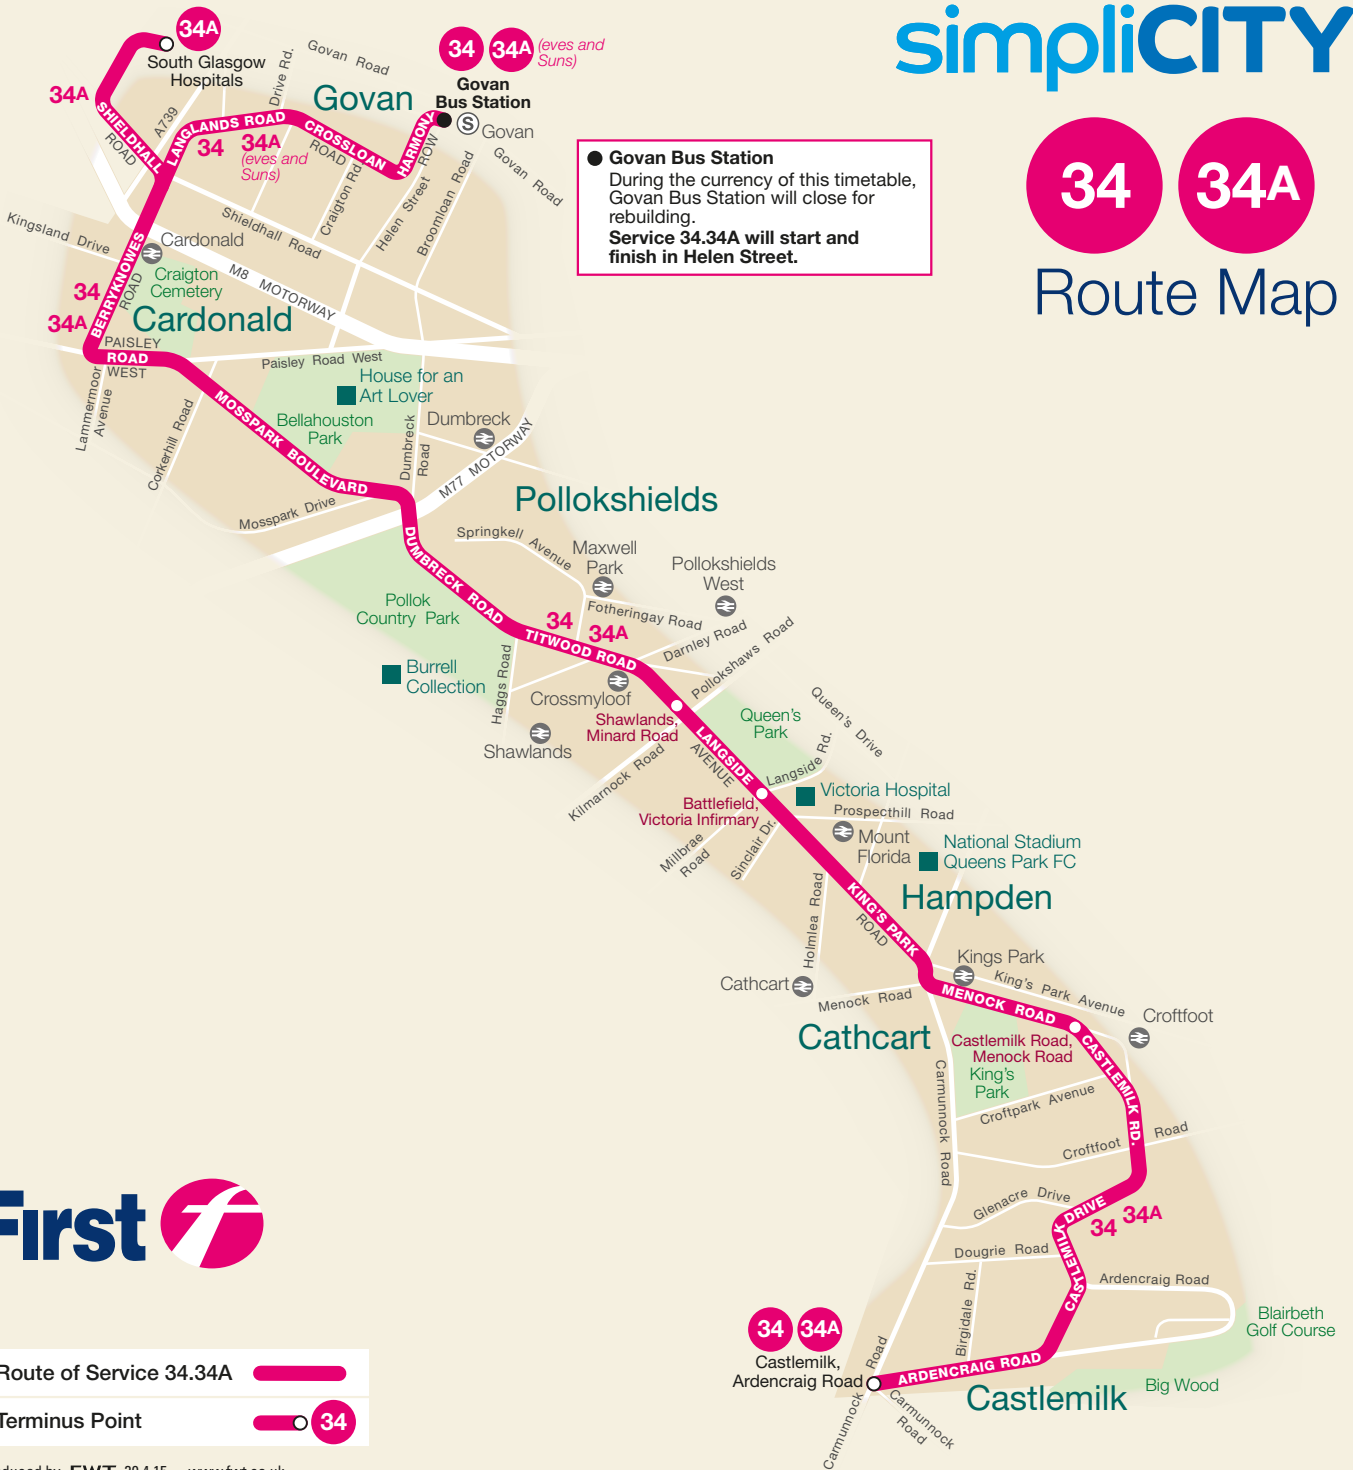 simpliCITY
34 34A
Route Map
34A
South Glasgow
Hospitals
34 34A (eves and
Suns)
Govan
Bus Station
Govan
Govan
Govan Road
Govan Road
Drive Rd.
A739
34A
SHIELDHALL
ROAD
LANGLANDS ROAD
34 34A
(eves and
Suns)
CROSSLOAN
ROAD
HARMONY
ROW
Craigton Rd
Helen Street
Broomloan Road
Shieldhall Road
● Govan Bus Station
During the currency of this timetable,
Govan Bus Station will close for
rebuilding.
Service 34.34A will start and
finish in Helen Street.
Kingsland Drive
Cardonald
Craigton
Cemetery
M8 MOTORWAY
BERRYKNOWES
ROAD
34
34A
Cardonald
PAISLEY
ROAD
WEST
Paisley Road West
House for an
Art Lover
Lammermoor
Avenue
Corkerhill Road
MOSSPARK BOULEVARD
Bellahouston
Park
Dumbreck
Road
Dumbreck
M77 MOTORWAY
Mosspark Drive
Pollokshields
DUMBRECK ROAD
Springkell Avenue
Maxwell
Park
Pollokshields
West
Pollok
Country Park
Fotheringay Road
34 34A
TITWOOD ROAD
Darnley Road
Pollokshaws Road
Burrell
Collection
Haggs Road
Crossmyloof
Shawlands,
Minard Road
Shawlands
Kilmarnock Road
Queen's
Park
Queen's Drive
LANGSIDE
AVENUE
Langside Rd.
Battlefield,
Victoria Infirmary
Victoria Hospital
Prospecthill Road
Millbrae
Road
Sinclair Dr.
Mount
Florida
National Stadium
Queens Park FC
Hampden
KING'S PARK
ROAD
Holmlea Road
Cathcart
Menock Road
Kings Park
King's Park Avenue
MENOCK ROAD
Croftfoot
Cathcart
Castlemilk Road,
Menock Road
King's
Park
CASTLEMILK RD.
Carmunnock Road
Croftpark Avenue
Croftfoot Road
Glenacre Drive
CASTLEMILK DRIVE
34 34A
Dougrie Road
Birgidale Rd.
Ardencraig Road
Blairbeth
Golf Course
34 34A
Castlemilk,
Ardencraig Road
ARDENCRAIG ROAD
Big Wood
Castlemilk
Carmunnock Road
Carmunnock
Road
First
Route of Service 34.34A
Terminus Point 34